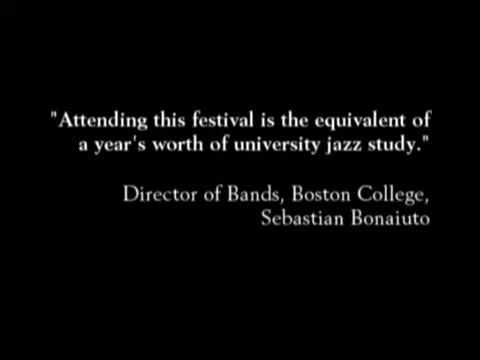 "Attending this festival is the equivalent of
a year's worth of university jazz study."
Director of Bands, Boston College,
Sebastian Bonaiuto